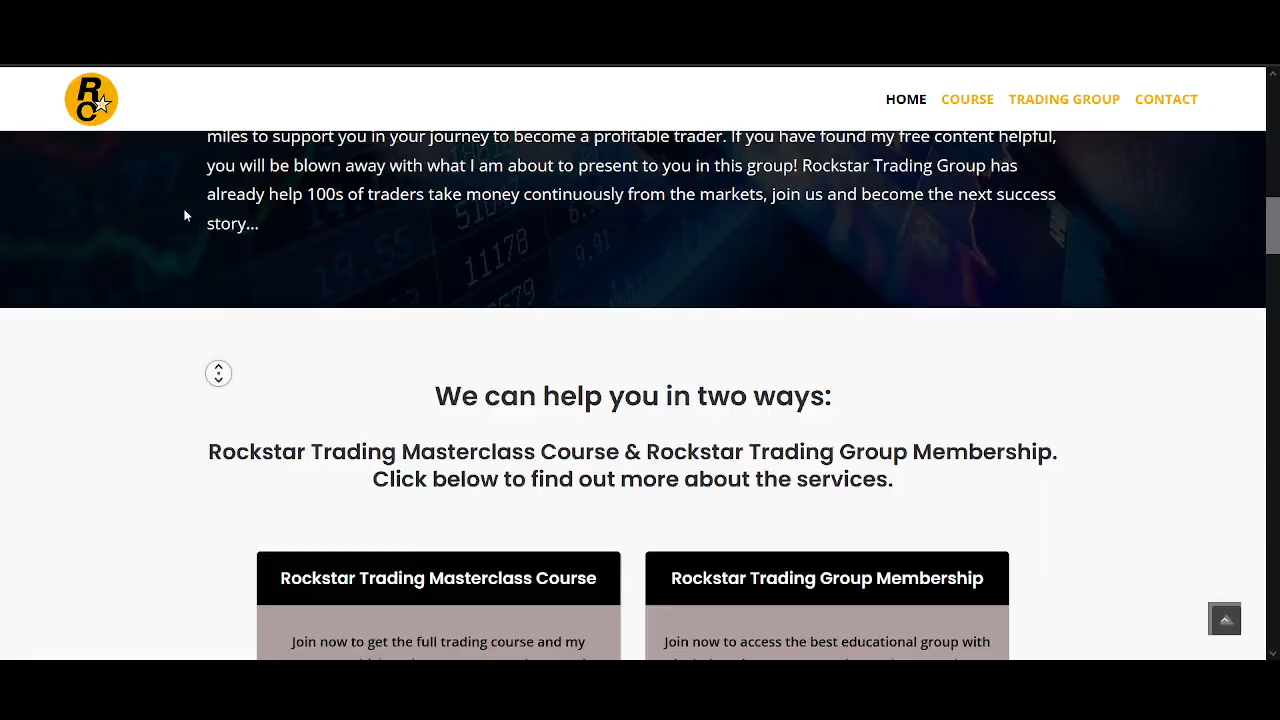 R
C
HOME COURSE TRADING GROUP CONTACT
miles to support you in your journey to become a profitable trader. If you have found my free content helpful,
you will be blown away with what I am about to present to you in this group! Rockstar Trading Group has
already help 100s of traders take money continuously from the markets, join us and become the next success
story...
19.55
11178
9.91
We can help you in two ways:
Rockstar Trading Masterclass Course & Rockstar Trading Group Membership.
Click below to find out more about the services.
Rockstar Trading Masterclass Course
Rockstar Trading Group Membership
Join now to get the full trading course and my
Join now to access the best educational group with